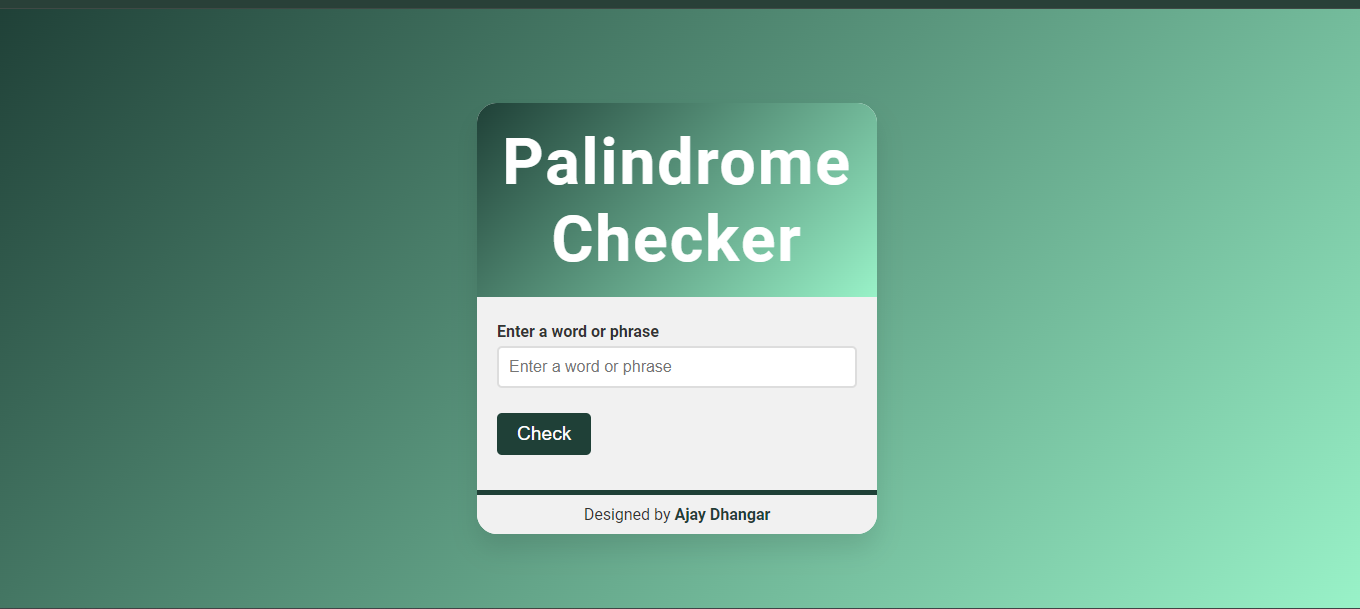 Palindrome
Checker
Enter a word or phrase
Enter a word or phrase
Check
Designed by Ajay Dhangar